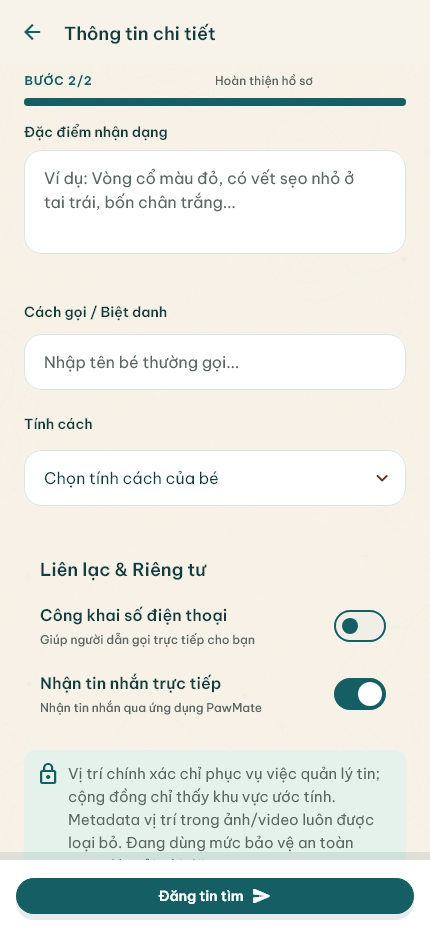 Thông tin chi tiết
BƯỚC 2/2
Hoàn thiện hồ sơ
Đặc điểm nhận dạng
Ví dụ: Vòng cổ màu đỏ, có vết sẹo nhỏ ở
tai trái, bốn chân trắng...
Cách gọi / Biệt danh
Nhập tên bé thường gọi...
Tính cách
Chọn tính cách của bé
Liên lạc & Riêng tư
Công khai số điện thoại
Giúp người dẫn gọi trực tiếp cho bạn
Nhận tin nhắn trực tiếp
Nhận tin nhắn qua ứng dụng PawMate
Vị trí chính xác chỉ phục vụ việc quản lý tin;
cộng đồng chỉ thấy khu vực ước tính.
Metadata vị trí trong ảnh/video luôn được
loại bỏ. Đang dùng mức bảo vệ an toàn
Đăng tin tìm